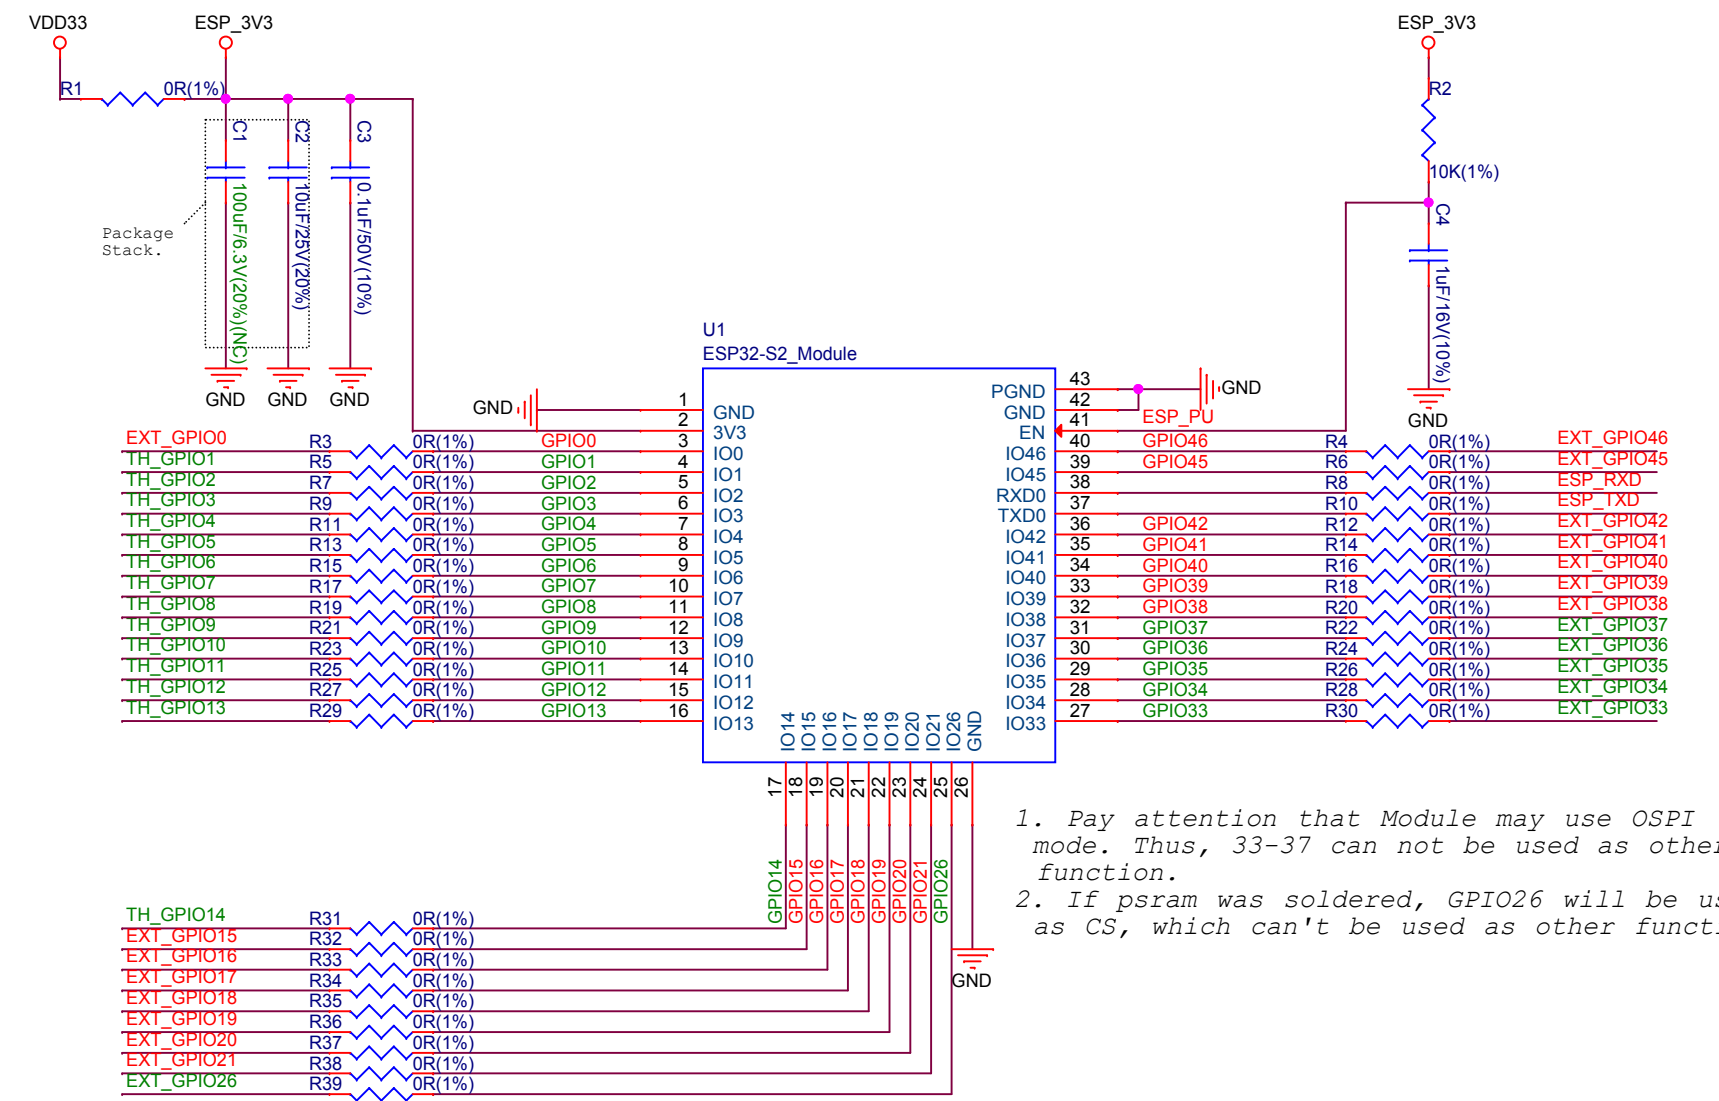 VDD33
ESP_3V3
R1
0R(1%)
C1
C2
C3
100uF/6.3V(20%)(NC)
10uF/25V(20%)
0.1uF/50V(10%)
Package
Stack.
GND
GND
GND
ESP_3V3
R2
10K(1%)
C4
1uF/16V(10%)
GND
U1
ESP32-S2_Module
GND
1
GND
2
3V3
EXT_GPIO0 R3 0R(1%) GPIO0 3 IO0
TH_GPIO1 R5 0R(1%) GPIO1 4 IO1
TH_GPIO2 R7 0R(1%) GPIO2 5 IO2
TH_GPIO3 R9 0R(1%) GPIO3 6 IO3
TH_GPIO4 R11 0R(1%) GPIO4 7 IO4
TH_GPIO5 R13 0R(1%) GPIO5 8 IO5
TH_GPIO6 R15 0R(1%) GPIO6 9 IO6
TH_GPIO7 R17 0R(1%) GPIO7 10 IO7
TH_GPIO8 R19 0R(1%) GPIO8 11 IO8
TH_GPIO9 R21 0R(1%) GPIO9 12 IO9
TH_GPIO10 R23 0R(1%) GPIO10 13 IO10
TH_GPIO11 R25 0R(1%) GPIO11 14 IO11
TH_GPIO12 R27 0R(1%) GPIO12 15 IO12
TH_GPIO13 R29 0R(1%) GPIO13 16 IO13
PGND 43 GND
GND 42
EN 41 ESP_PU
IO46 40 GPIO46 R4 0R(1%) EXT_GPIO46
IO45 39 GPIO45 R6 0R(1%) EXT_GPIO45
RXD0 38 R8 0R(1%) ESP_RXD
TXD0 37 R10 0R(1%) ESP_TXD
IO42 36 GPIO42 R12 0R(1%) EXT_GPIO42
IO41 35 GPIO41 R14 0R(1%) EXT_GPIO41
IO40 34 GPIO40 R16 0R(1%) EXT_GPIO40
IO39 33 GPIO39 R18 0R(1%) EXT_GPIO39
IO38 32 GPIO38 R20 0R(1%) EXT_GPIO38
IO37 31 GPIO37 R22 0R(1%) EXT_GPIO37
IO36 30 GPIO36 R24 0R(1%) EXT_GPIO36
IO35 29 GPIO35 R26 0R(1%) EXT_GPIO35
IO34 28 GPIO34 R28 0R(1%) EXT_GPIO34
IO33 27 GPIO33 R30 0R(1%) EXT_GPIO33
IO14 17 GPIO14
IO15 18 GPIO15
IO16 19 GPIO16
IO17 20 GPIO17
IO18 21 GPIO18
IO19 22 GPIO19
IO20 23 GPIO20
IO21 24 GPIO21
IO26 25 GPIO26
GND 26
GND
TH_GPIO14 R31 0R(1%)
EXT_GPIO15 R32 0R(1%)
EXT_GPIO16 R33 0R(1%)
EXT_GPIO17 R34 0R(1%)
EXT_GPIO18 R35 0R(1%)
EXT_GPIO19 R36 0R(1%)
EXT_GPIO20 R37 0R(1%)
EXT_GPIO21 R38 0R(1%)
EXT_GPIO26 R39 0R(1%)
1. Pay attention that Module may use OSPI
mode. Thus, 33-37 can not be used as other
function.
2. If psram was soldered, GPIO26 will be
as CS, which can't be used as other